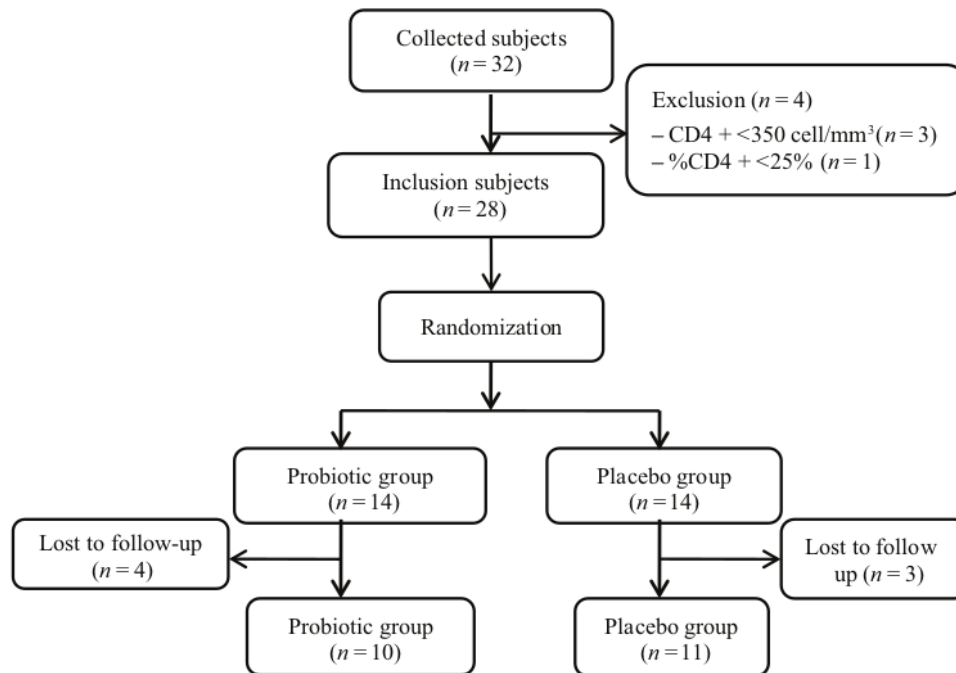 Collected subjects
(n = 32)
Exclusion (n = 4)
– CD4 + <350 cell/mm³(n = 3)
– %CD4 + <25% (n = 1)
Inclusion subjects
(n = 28)
Randomization
Probiotic group
(n = 14)
Placebo group
(n = 14)
Lost to follow-up
(n = 4)
Lost to follow
up (n = 3)
Probiotic group
(n = 10)
Placebo group
(n = 11)